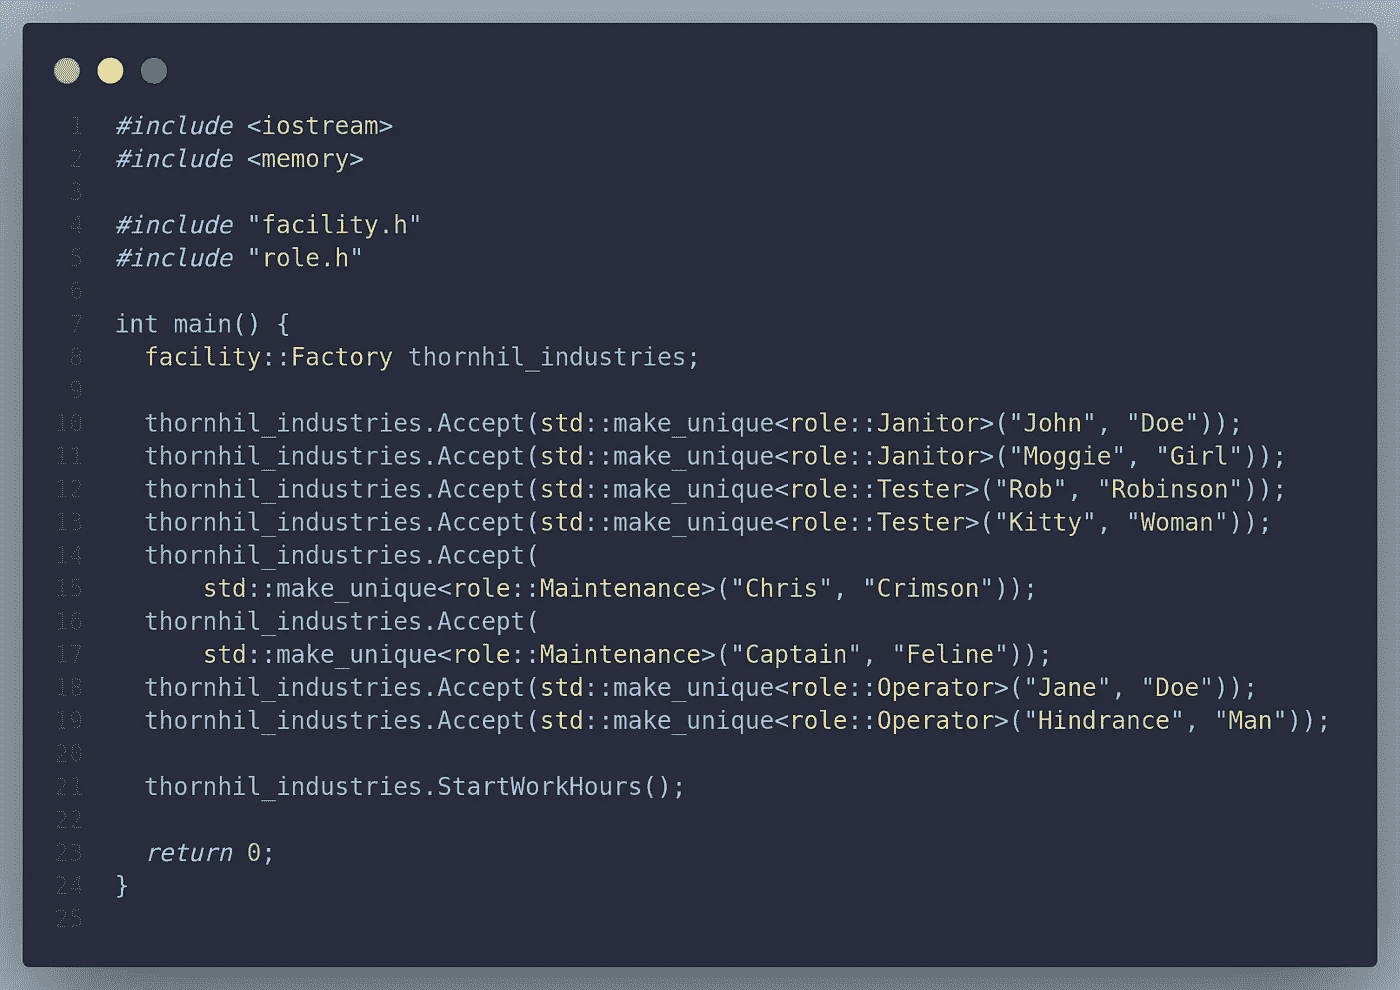 1 #include <iostream>
2 #include <memory>
3
4 #include "facility.h"
5 #include "role.h"
6
7 int main() {
8   facility::Factory thornhil_industries;
9
10   thornhil_industries.Accept(std::make_unique<role::Janitor>("John", "Doe"));
11   thornhil_industries.Accept(std::make_unique<role::Janitor>("Moggie", "Girl"));
12   thornhil_industries.Accept(std::make_unique<role::Tester>("Rob", "Robinson"));
13   thornhil_industries.Accept(std::make_unique<role::Tester>("Kitty", "Woman"));
14   thornhil_industries.Accept(
15       std::make_unique<role::Maintenance>("Chris", "Crimson"));
16   thornhil_industries.Accept(
17       std::make_unique<role::Maintenance>("Captain", "Feline"));
18   thornhil_industries.Accept(std::make_unique<role::Operator>("Jane", "Doe"));
19   thornhil_industries.Accept(std::make_unique<role::Operator>("Hindrance", "Man"));
20
21   thornhil_industries.StartWorkHours();
22
23   return 0;
24 }
25